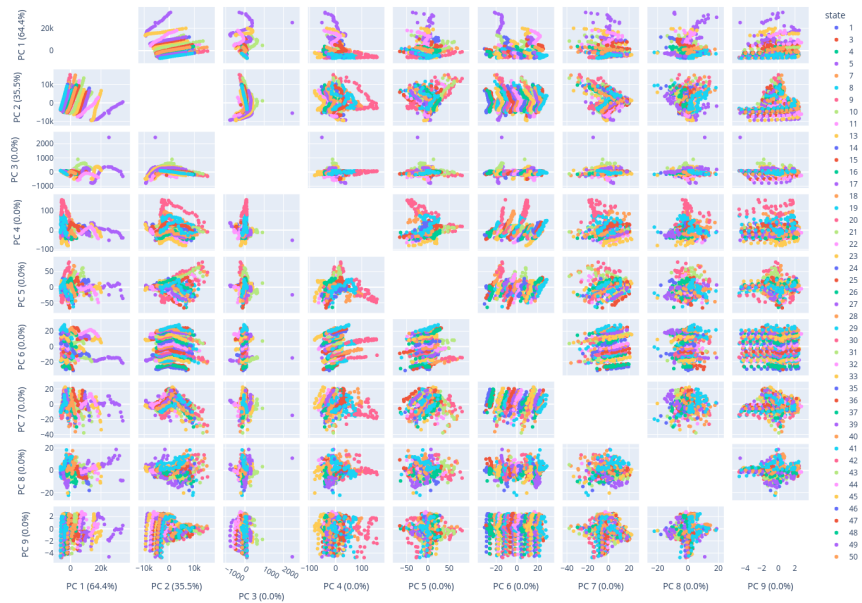 state
PC 1 (64.4%)
20k
0
PC 2 (35.5%)
10k
0
−10k
PC 3 (0.0%)
2000
1000
0
−1000
PC 4 (0.0%)
100
0
−100
PC 5 (0.0%)
50
0
−50
PC 6 (0.0%)
20
0
−20
PC 7 (0.0%)
20
0
−20
−40
PC 8 (0.0%)
20
0
−20
PC 9 (0.0%)
2
0
−2
−4
0 20k
−10k 0 10k
−1000 0 1000 2000
−100 0 100
−50 0 50
−20 0 20
−40 −20 0 20
−20 0 20
−4 −2 0 2
PC 1 (64.4%)
PC 2 (35.5%)
PC 3 (0.0%)
PC 4 (0.0%)
PC 5 (0.0%)
PC 6 (0.0%)
PC 7 (0.0%)
PC 8 (0.0%)
PC 9 (0.0%)
1
3
4
5
7
8
9
10
11
13
14
15
16
17
18
19
20
21
22
23
24
25
26
27
28
29
30
31
32
33
35
36
37
39
40
41
42
43
44
45
46
47
48
49
50